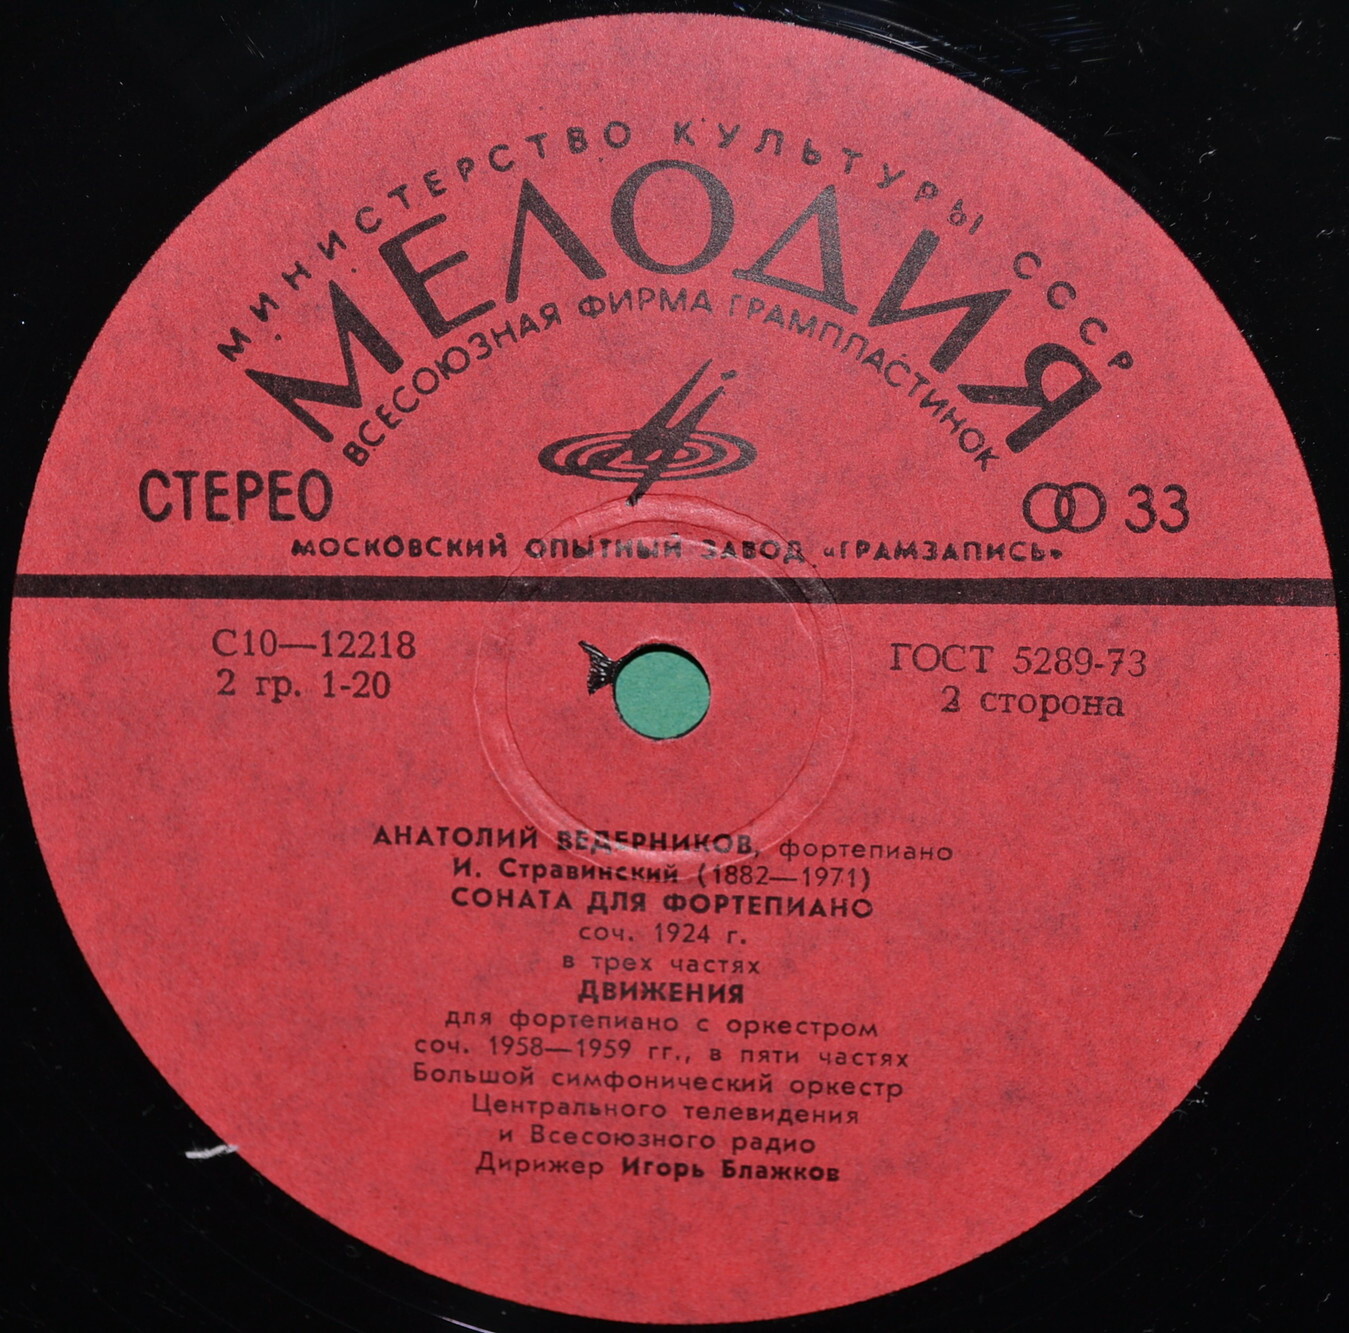 МИНИСТЕРСТВО КУЛЬТУРЫ СССР
МЕЛОДИЯ
ВСЕСОЮЗНАЯ ФИРМА ГРАМПЛАСТИНОК
СТЕРЕО
33
МОСКОВСКИЙ ОПЫТНЫЙ ЗАВОД «ГРАМЗАПИСЬ»
С10—12218
2 гр. 1-20
ГОСТ 5289-73
2 сторона
АНАТОЛИЙ ВЕДЕРНИКОВ, фортепиано
И. Стравинский (1882—1971)
СОНАТА ДЛЯ ФОРТЕПИАНО
соч. 1924 г.
в трех частях
ДВИЖЕНИЯ
для фортепиано с оркестром
соч. 1958—1959 гг., в пяти частях
Большой симфонический оркестр
Центрального телевидения
и Всесоюзного радио
Дирижер Игорь Блажков